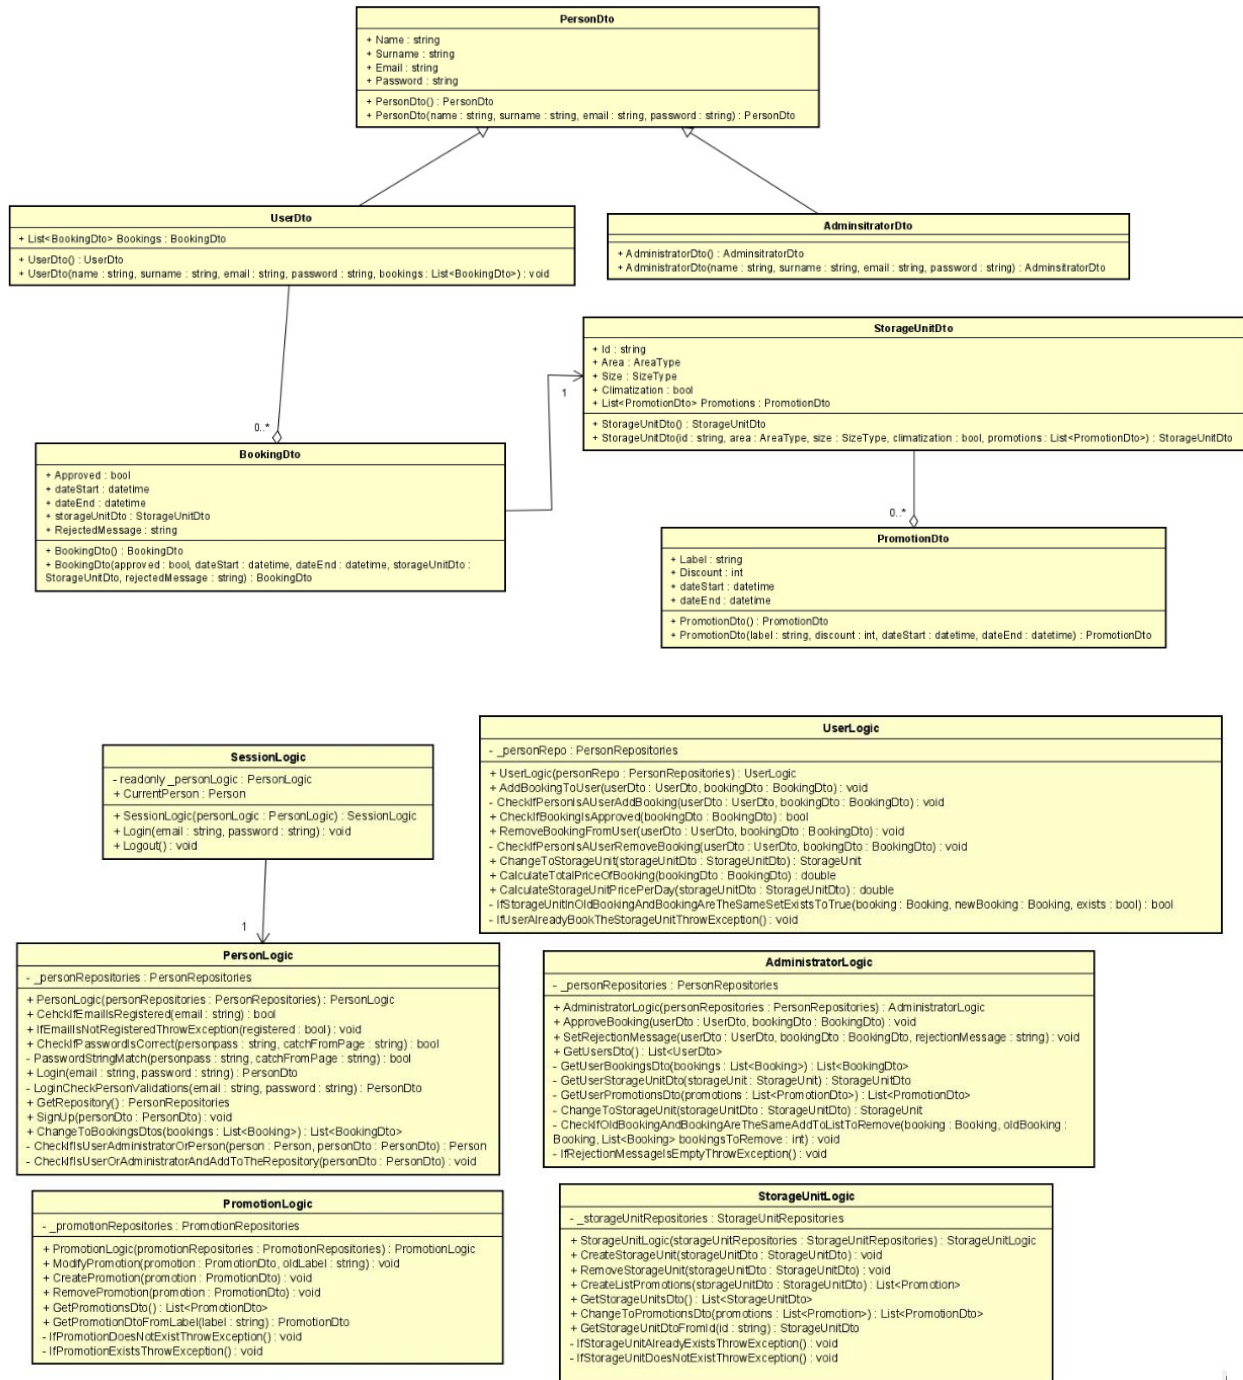 PersonDto
+ Name : string
+ Surname : string
+ Email : string
+ Password : string
+ PersonDto() : PersonDto
+ PersonDto(name : string, surname : string, email : string, password : string) : PersonDto
UserDto
+ List<BookingDto> Bookings : BookingDto
+ UserDto() : UserDto
+ UserDto(name : string, surname : string, email : string, password : string, bookings : List<BookingDto>) : void
AdminsitratorDto
+ AdministratorDto() : AdminsitratorDto
+ AdministratorDto(name : string, surname : string, email : string, password : string) : AdminsitratorDto
StorageUnitDto
+ Id : string
+ Area : AreaType
+ Size : SizeType
+ Climatization : bool
+ List<PromotionDto> Promotions : PromotionDto
+ StorageUnitDto() : StorageUnitDto
+ StorageUnitDto(id : string, area : AreaType, size : SizeType, climatization : bool, promotions : List<PromotionDto>) : StorageUnitDto
1
0..*
BookingDto
+ Approved : bool
+ dateStart : datetime
+ dateEnd : datetime
+ storageUnitDto : StorageUnitDto
+ RejectedMessage : string
+ BookingDto() : BookingDto
+ BookingDto(approved : bool, dateStart : datetime, dateEnd : datetime, storageUnitDto :
StorageUnitDto, rejectedMessage : string) : BookingDto
0..*
PromotionDto
+ Label : string
+ Discount : int
+ dateStart : datetime
+ dateEnd : datetime
+ PromotionDto() : PromotionDto
+ PromotionDto(label : string, discount : int, dateStart : datetime, dateEnd : datetime) : PromotionDto
SessionLogic
- readonly _personLogic : PersonLogic
+ CurrentPerson : Person
+ SessionLogic(personLogic : PersonLogic) : SessionLogic
+ Login(email : string, password : string) : void
+ Logout() : void
1
UserLogic
- _personRepo : PersonRepositories
+ UserLogic(personRepo : PersonRepositories) : UserLogic
+ AddBookingToUser(userDto : UserDto, bookingDto : BookingDto) : void
- CheckIfPersonIsAUserAddBooking(userDto : UserDto, bookingDto : BookingDto) : void
+ CheckIfBookingIsApproved(bookingDto : BookingDto) : bool
+ RemoveBookingFromUser(userDto : UserDto, bookingDto : BookingDto) : void
- CheckIfPersonIsAUserRemoveBooking(userDto : UserDto, bookingDto : BookingDto) : void
+ ChangeToStorageUnit(storageUnitDto : StorageUnitDto) : StorageUnit
+ CalculateTotalPriceOfBooking(bookingDto : BookingDto) : double
+ CalculateStorageUnitPricePerDay(storageUnitDto : StorageUnitDto) : double
- IfStorageUnitInOldBookingAndBookingAreTheSameSetExistsToTrue(booking : Booking, newBooking : Booking, exists : bool) : bool
- IfUserAlreadyBookTheStorageUnitThrowException() : void
PersonLogic
- _personRepositories : PersonRepositories
+ PersonLogic(personRepositories : PersonRepositories) : PersonLogic
+ CehckIfEmailIsRegistered(email : string) : bool
+ IfEmailIsNotRegisteredThrowException(registered : bool) : void
+ CheckIfPasswordIsCorrect(personpass : string, catchFromPage : string) : bool
- PasswordStringMatch(personpass : string, catchFromPage : string) : bool
+ Login(email : string, password : string) : PersonDto
- LoginCheckPersonValidations(email : string, password : string) : PersonDto
+ GetRepository() : PersonRepositories
+ SignUp(personDto : PersonDto) : void
+ ChangeToBookingsDtos(bookings : List<Booking>) : List<BookingDto>
- CheckIfIsUserAdministratorOrPerson(person : Person, personDto : PersonDto) : Person
- CheckIfIsUserOrAdministratorAndAddToTheRepository(personDto : PersonDto) : void
AdministratorLogic
- _personRepositories : PersonRepositories
+ AdministratorLogic(personRepositories : PersonRepositories) : AdministratorLogic
+ ApproveBooking(userDto : UserDto, bookingDto : BookingDto) : void
+ SetRejectionMessage(userDto : UserDto, bookingDto : BookingDto, rejectionMessage : string) : void
+ GetUsersDto() : List<UserDto>
- GetUserBookingsDto(bookings : List<Booking>) : List<BookingDto>
- GetUserStorageUnitDto(storageUnit : StorageUnit) : StorageUnitDto
- GetUserPromotionsDto(promotions : List<PromotionDto>) : List<PromotionDto>
- ChangeToStorageUnit(storageUnitDto : StorageUnitDto) : StorageUnit
- CheckIfOldBookingAndBookingAreTheSameAddToListToRemove(booking : Booking, oldBooking :
Booking, List<Booking> bookingsToRemove : int) : void
- IfRejectionMessageIsEmptyThrowException() : void
PromotionLogic
- _promotionRepositories : PromotionRepositories
+ PromotionLogic(promotionRepositories : PromotionRepositories) : PromotionLogic
+ ModifyPromotion(promotion : PromotionDto, oldLabel : string) : void
+ CreatePromotion(promotion : PromotionDto) : void
+ RemovePromotion(promotion : PromotionDto) : void
+ GetPromotionsDto() : List<PromotionDto>
+ GetPromotionDtoFromLabel(label : string) : PromotionDto
- IfPromotionDoesNotExistThrowException() : void
- IfPromotionExistsThrowException() : void
StorageUnitLogic
- _storageUnitRepositories : StorageUnitRepositories
+ StorageUnitLogic(storageUnitRepositories : StorageUnitRepositories) : StorageUnitLogic
+ CreateStorageUnit(storageUnitDto : StorageUnitDto) : void
+ RemoveStorageUnit(storageUnitDto : StorageUnitDto) : void
+ CreateListPromotions(storageUnitDto : StorageUnitDto) : List<Promotion>
+ GetStorageUnitsDto() : List<StorageUnitDto>
+ ChangeToPromotionsDto(promotions : List<Promotion>) : List<PromotionDto>
+ GetStorageUnitDtoFromId(id : string) : StorageUnitDto
- IfStorageUnitAlreadyExistsThrowException() : void
- IfStorageUnitDoesNotExistThrowException() : void